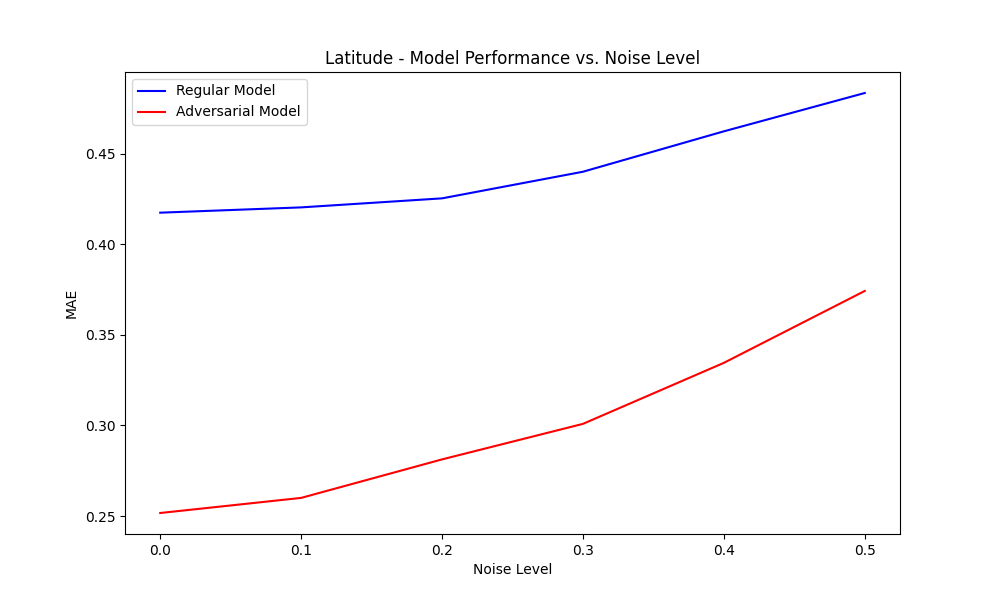 Latitude - Model Performance vs. Noise Level
Regular Model
Adversarial Model
MAE
0.45
0.40
0.35
0.30
0.25
0.0 0.1 0.2 0.3 0.4 0.5
Noise Level